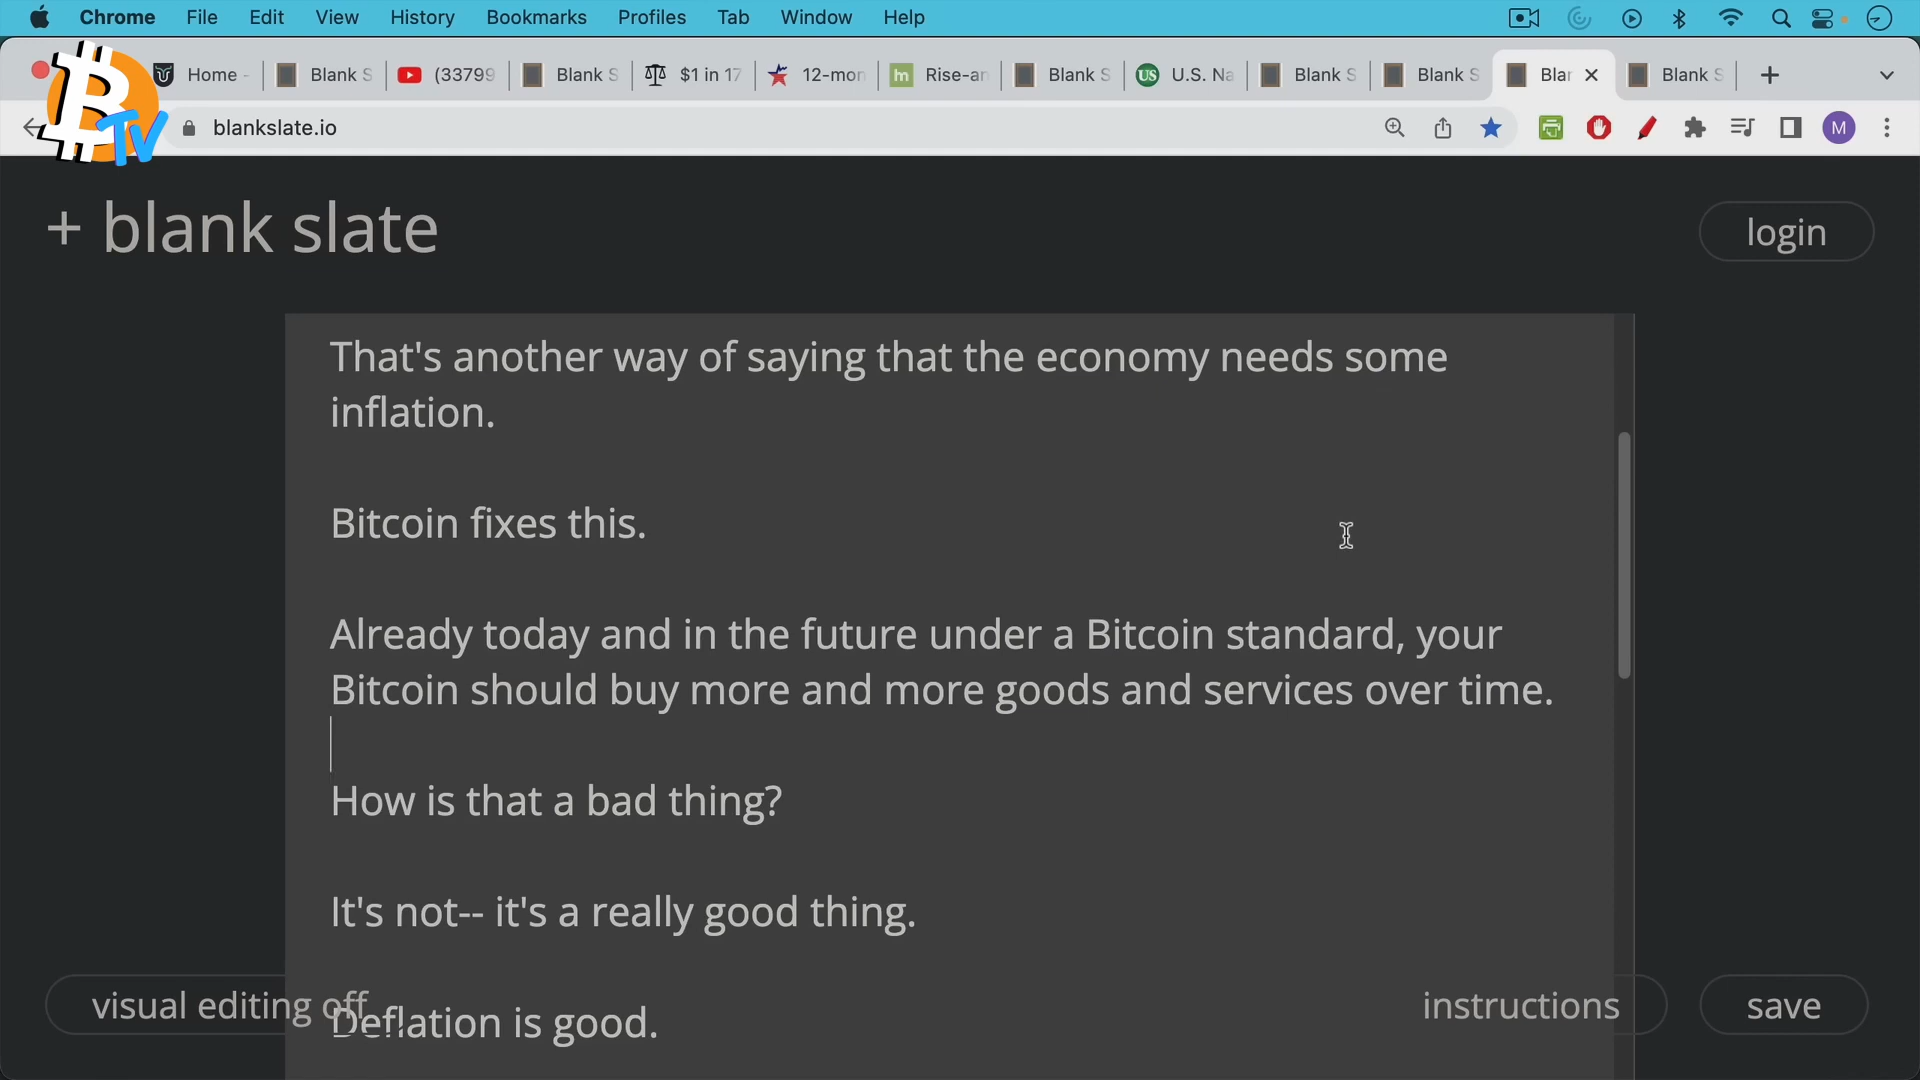 Chrome File Edit View History Bookmarks Profiles Tab Window Help
B TV
Home - Blank S (33799 Blank S $1 in 17 12-mon Rise-an Blank S US U.S. Na Blank S Blank S Blan Blank S
blankslate.io
M
+ blank slate
login
That's another way of saying that the economy needs some
inflation.
Bitcoin fixes this.
Already today and in the future under a Bitcoin standard, your
Bitcoin should buy more and more goods and services over time.
How is that a bad thing?
It's not-- it's a really good thing.
visual editing off instructions save
Deflation is good.